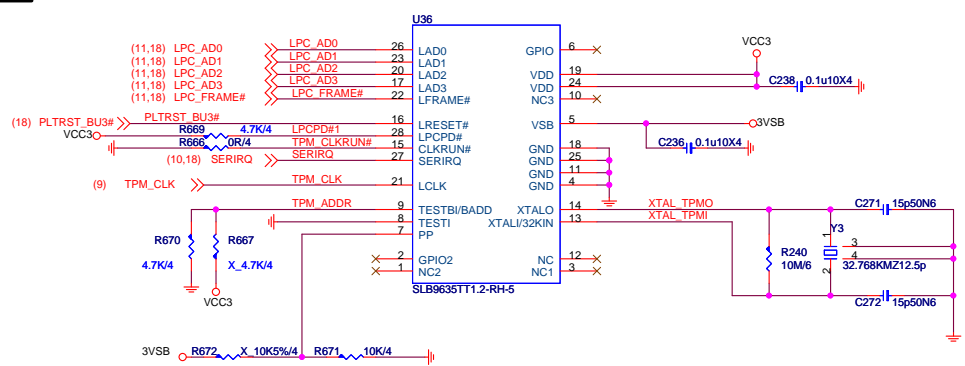 U36
(11,18) LPC_AD0 LPC_AD0 26 LAD0 GPIO 6 VCC3
(11,18) LPC_AD1 LPC_AD1 23 LAD1
(11,18) LPC_AD2 LPC_AD2 20 LAD2 VDD 19
(11,18) LPC_AD3 LPC_AD3 17 LAD3 VDD 24 C238 0.1u10X4
(11,18) LPC_FRAME# LPC_FRAME# 22 LFRAME# NC3 10
(18) PLTRST_BU3# PLTRST_BU3# 16 LRESET# VSB 5 3VSB
VCC3 R669 4.7K/4 LPCPD#1 28 LPCPD#
R666 0R/4 TPM_CLKRUN# 15 CLKRUN# GND 18 C236 0.1u10X4
(10,18) SERIRQ SERIRQ 27 SERIRQ GND 25
GND 11
(9) TPM_CLK TPM_CLK 21 LCLK GND 4
TPM_ADDR 9 TESTBI/BADD XTALO 14 XTAL_TPMO C271 15p50N6
8 TESTI XTALI/32KIN 13 XTAL_TPMI
7 PP
R670 R667
4.7K/4 X_4.7K/4
VCC3
2 GPIO2 NC 12
1 NC2 NC1 3
R240
10M/6
Y3
1
3
4
2
32.768KMZ12.5p
C272 15p50N6
SLB9635TT1.2-RH-5
3VSB R672 X_10K5%/4 R671 10K/4